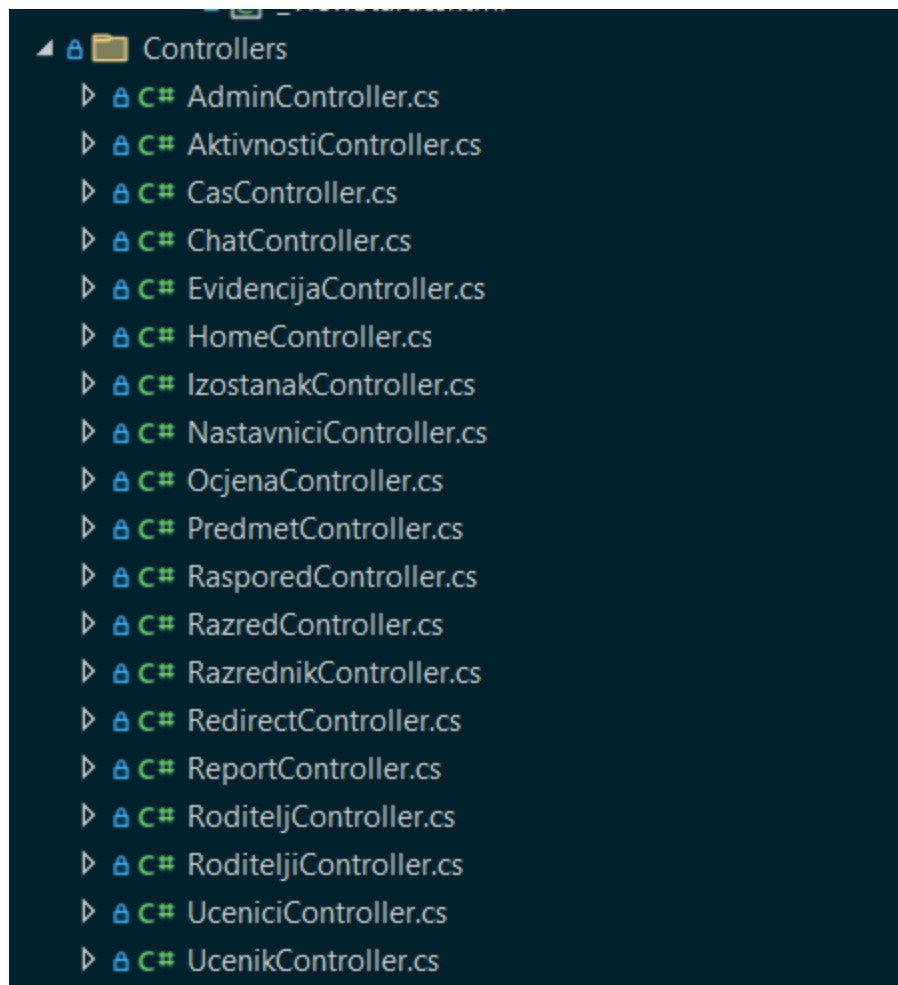 Controllers
C# AdminController.cs
C# AktivnostiController.cs
C# CasController.cs
C# ChatController.cs
C# EvidencijaController.cs
C# HomeController.cs
C# IzostanakController.cs
C# NastavniciController.cs
C# OcjenaController.cs
C# PredmetController.cs
C# RasporedController.cs
C# RazredController.cs
C# RazrednikController.cs
C# RedirectController.cs
C# ReportController.cs
C# RoditeljController.cs
C# RoditeljiController.cs
C# UceniciController.cs
C# UcenikController.cs